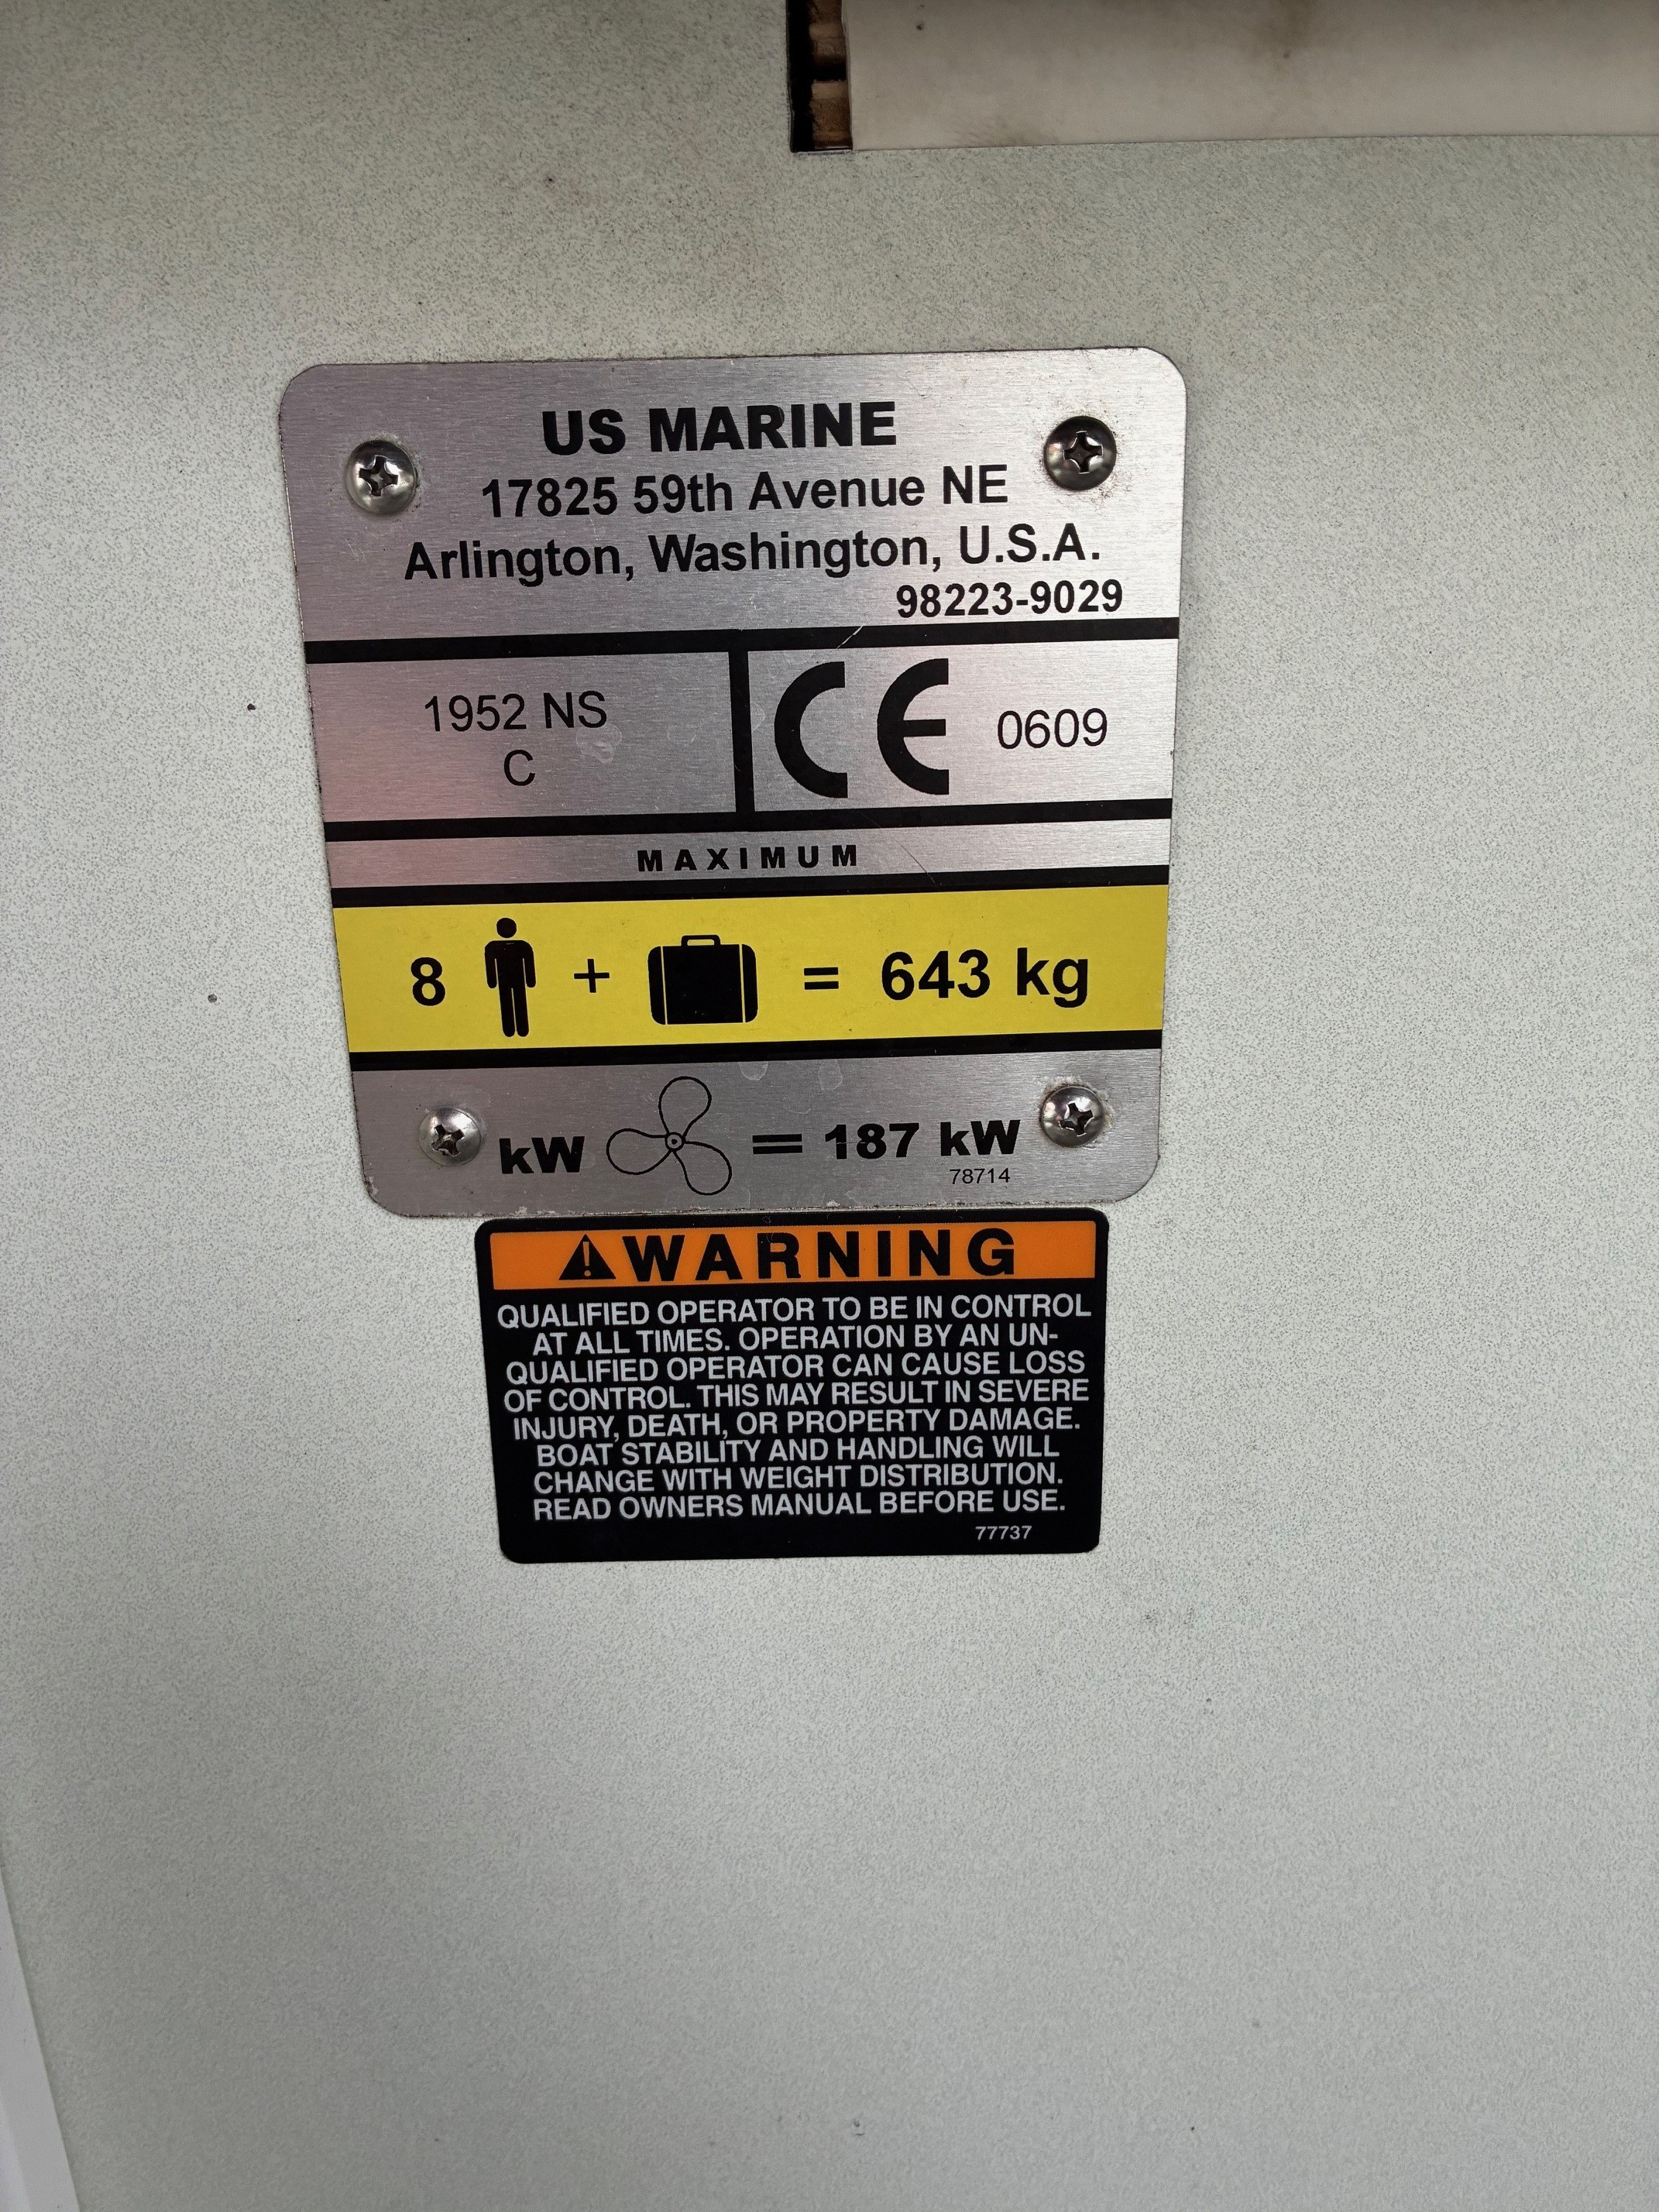 US MARINE
17825 59th Avenue NE
Arlington, Washington, U.S.A.
98223-9029
1952 NS
C
CE 0609
MAXIMUM
8 + = 643 kg
kW = 187 kW
78714
WARNING
QUALIFIED OPERATOR TO BE IN CONTROL
AT ALL TIMES. OPERATION BY AN UN-
QUALIFIED OPERATOR CAN CAUSE LOSS
OF CONTROL. THIS MAY RESULT IN SEVERE
INJURY, DEATH, OR PROPERTY DAMAGE.
BOAT STABILITY AND HANDLING WILL
CHANGE WITH WEIGHT DISTRIBUTION.
READ OWNERS MANUAL BEFORE USE.
77737